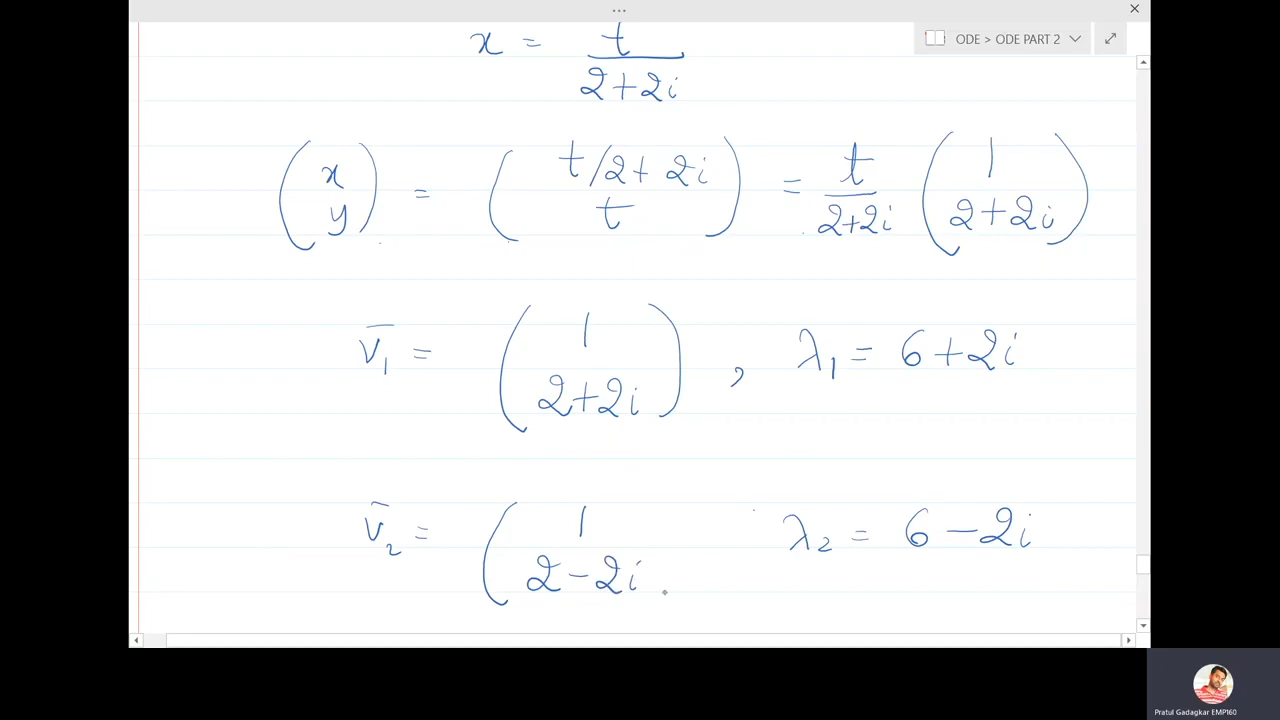 ODE > ODE PART 2
x = t / 2+2i
(x y) = (t/2+2i t) = t / 2+2i (1 2+2i)
v̄₁ = (1 2+2i), λ₁ = 6+2i
v̄₂ = (1 2-2i λ₂ = 6-2i
Pratul Gadagkar EMP160